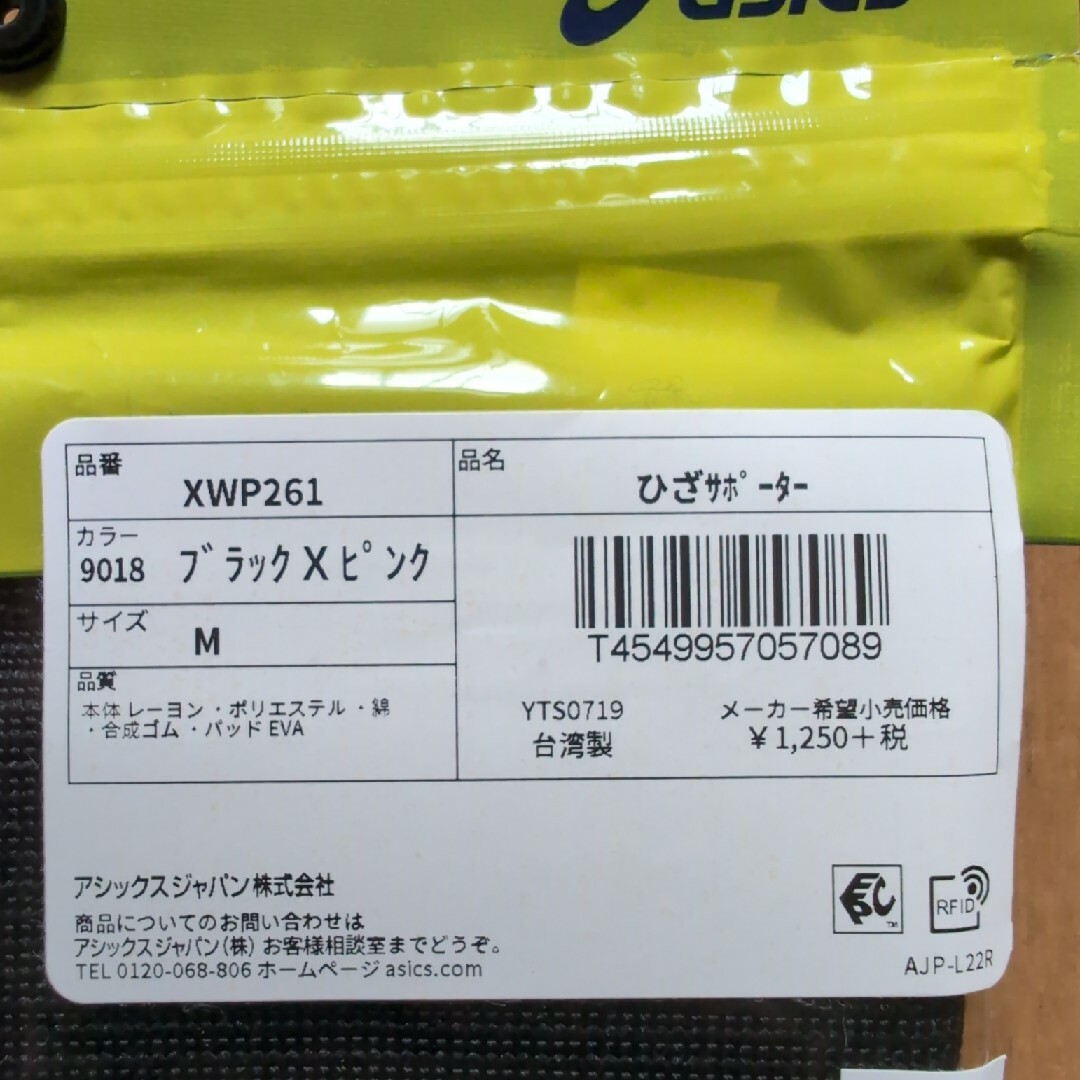 asics
品番
XWP261
品名
ひざｻﾎﾟｰﾀｰ
カラー
9018 ブラックXピンク
サイズ
M
品質
本体 レーヨン・ポリエステル・綿
・合成ゴム・パッド EVA
T4549957057089
YTS0719
台湾製
メーカー希望小売価格
¥1,250+税
アシックスジャパン株式会社
商品についてのお問い合わせは
アシックスジャパン(株) お客様相談室までどうぞ。
TEL 0120-068-806 ホームページ asics.com
EPC™
RFID
AJP-L22R